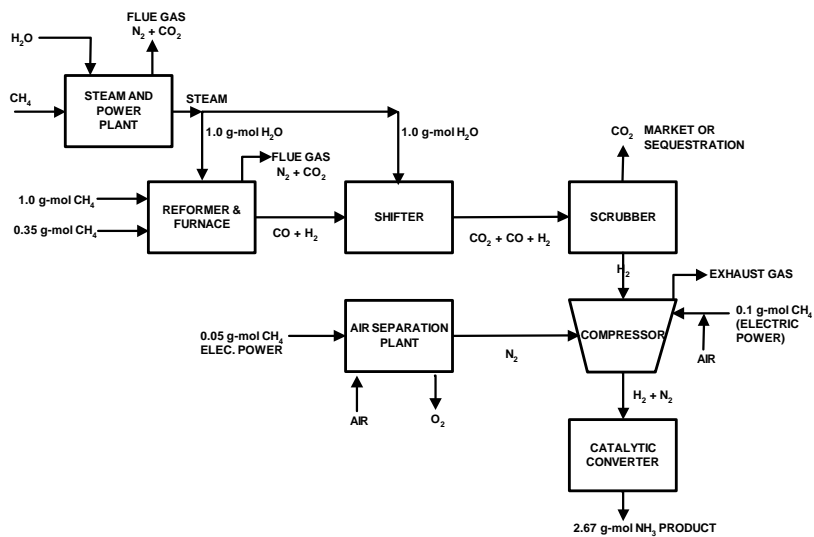 FLUE GAS
N₂ + CO₂
H₂O
CH₄
STEAM AND
POWER
PLANT
STEAM
1.0 g-mol H₂O
1.0 g-mol H₂O
FLUE GAS
N₂ + CO₂
CO₂ MARKET OR
SEQUESTRATION
1.0 g-mol CH₄
0.35 g-mol CH₄
REFORMER &
FURNACE
CO + H₂
SHIFTER
CO₂ + CO + H₂
SCRUBBER
H₂
EXHAUST GAS
0.05 g-mol CH₄
ELEC. POWER
AIR SEPARATION
PLANT
N₂
COMPRESSOR
0.1 g-mol CH₄
(ELECTRIC
POWER)
AIR
AIR
O₂
H₂ + N₂
CATALYTIC
CONVERTER
2.67 g-mol NH₃ PRODUCT